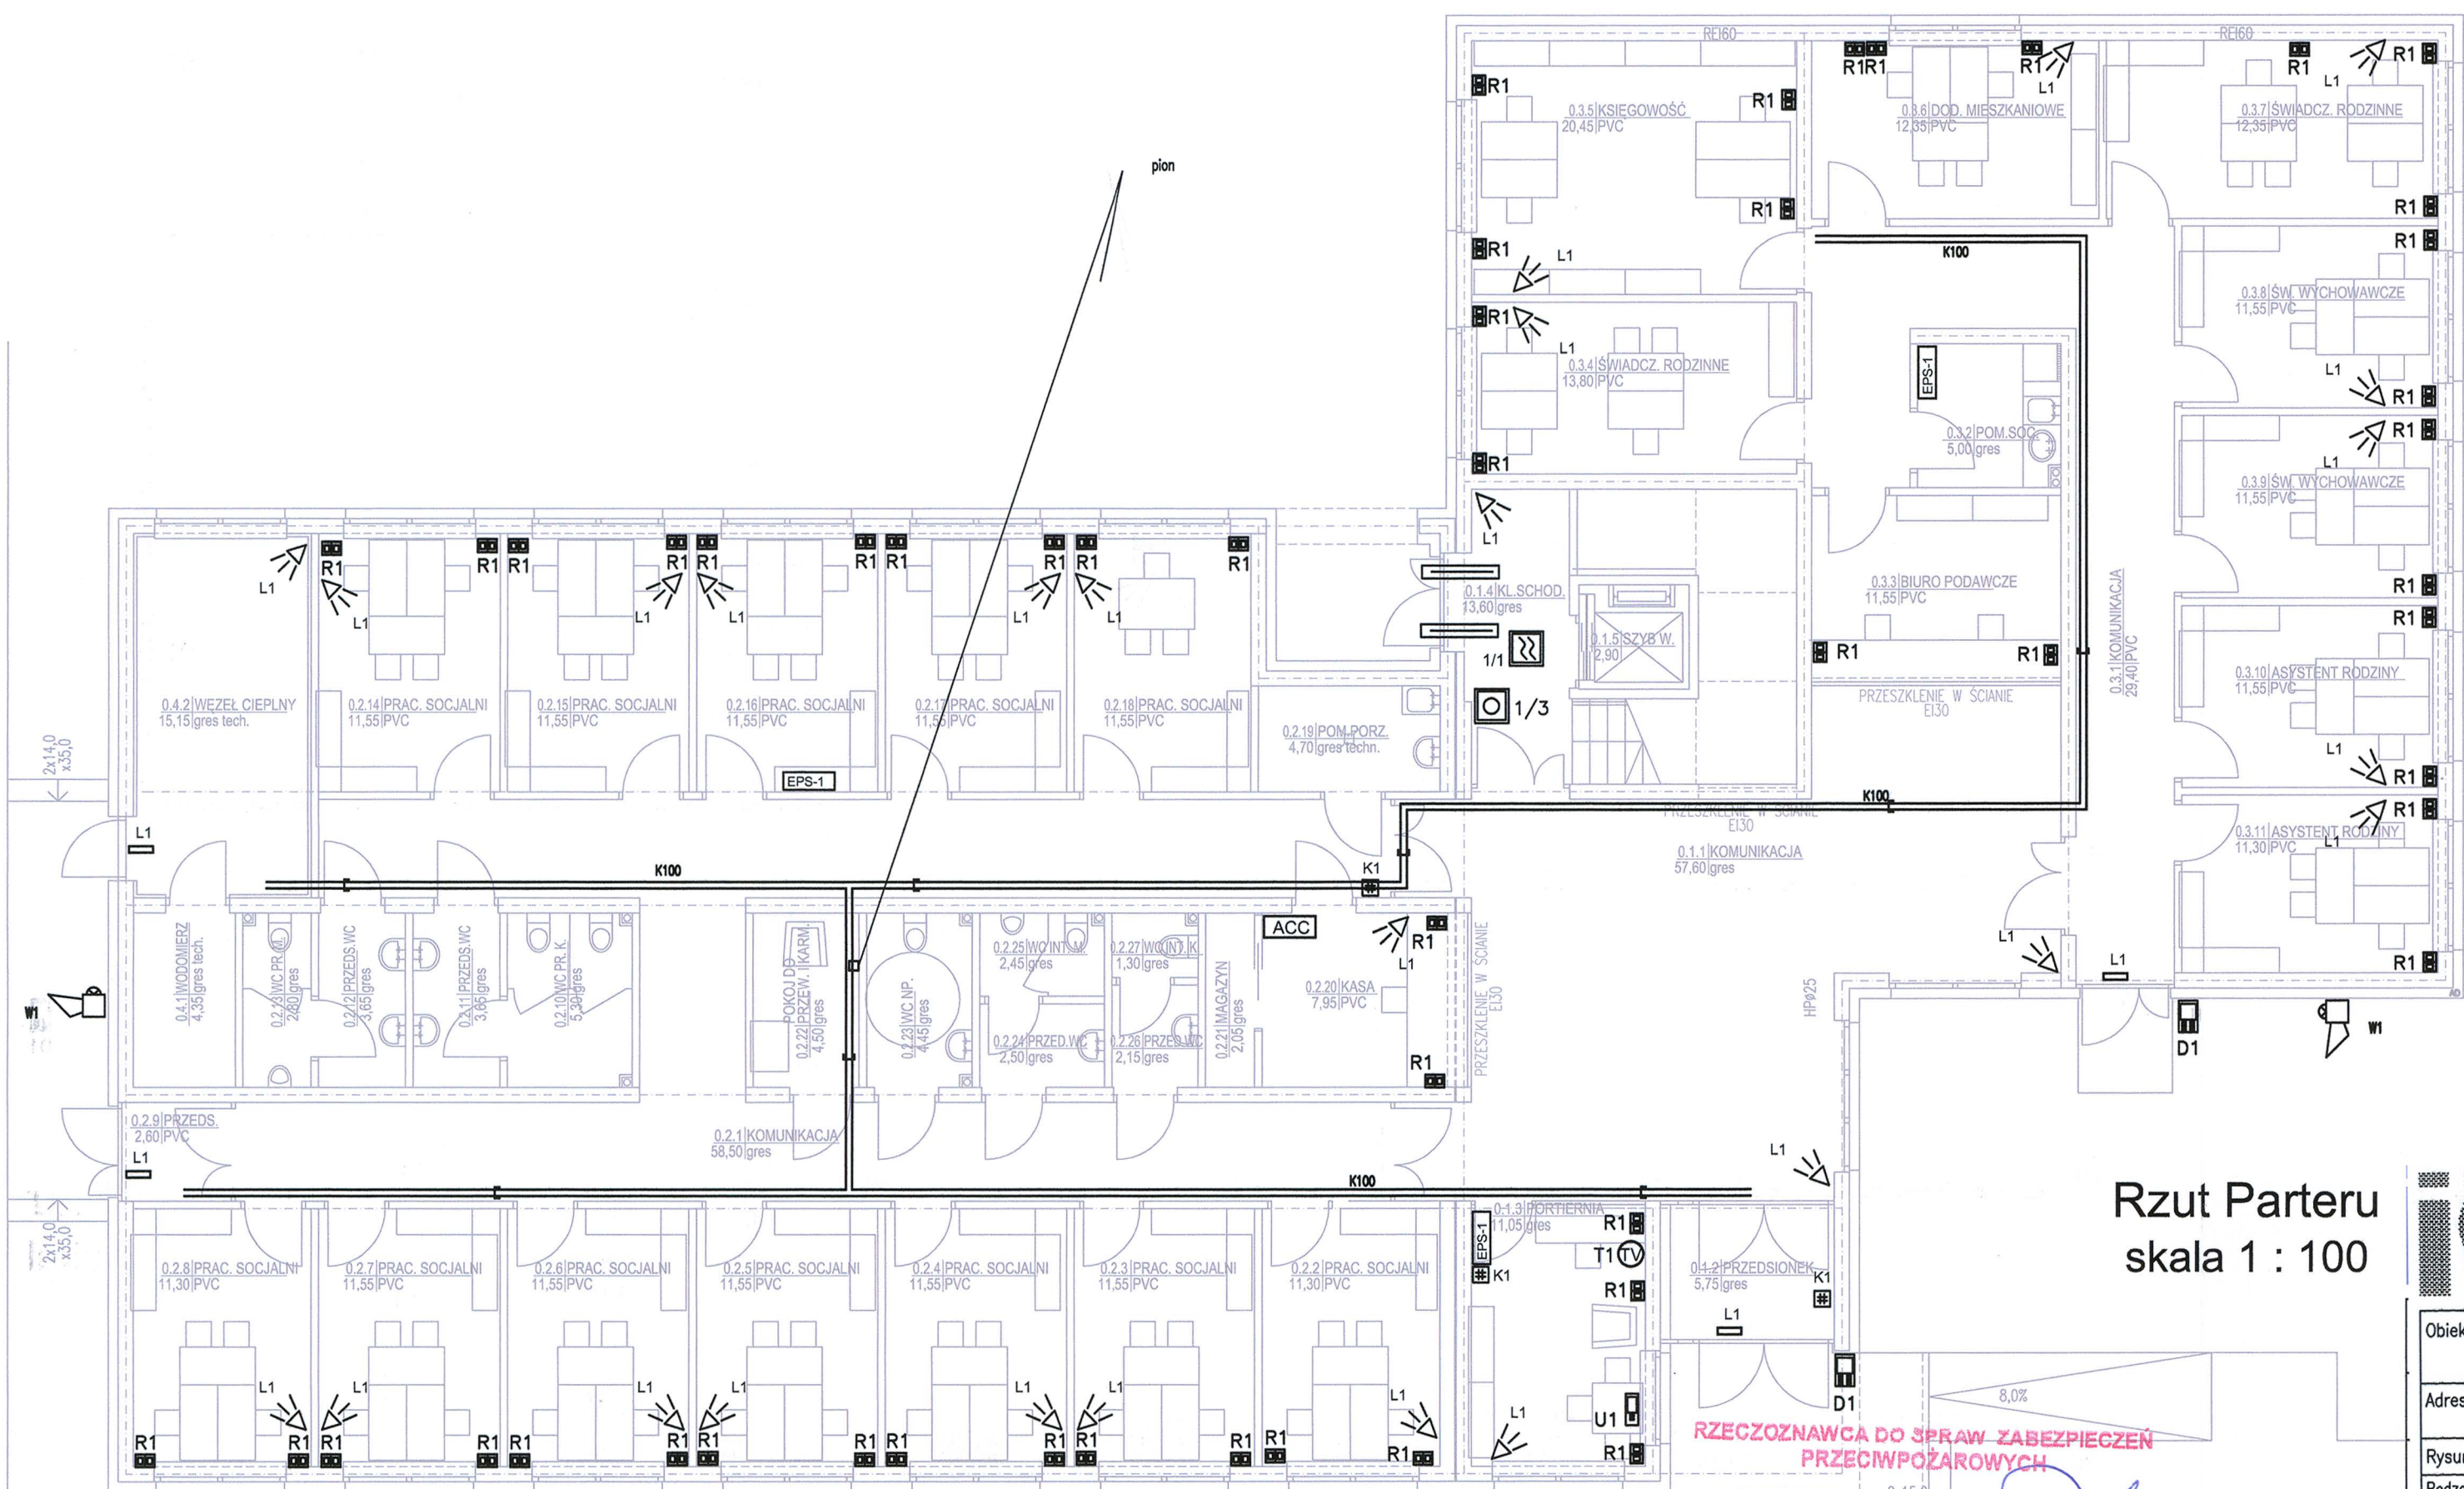 REI60
REI60
pion
R1
0.3.5 KSIĘGOWOŚĆ
20,45 PVC
R1
R1
R1
L1
R1R1
R1
L1
0.3.6 DOD. MIESZKANIOWE
12,35 PVC
R1
L1
R1
0.3.7 ŚWIADCZ. RODZINNE
12,35 PVC
R1
K100
R1
0.3.8 ŚW. WYCHOWAWCZE
11,55 PVC
L1
R1
R1
L1
0.3.4 ŚWIADCZ. RODZINNE
13,80 PVC
R1
EPS-1
0.3.2 POM.SOC.
5,00 gres
R1
L1
0.3.9 ŚW. WYCHOWAWCZE
11,55 PVC
R1
L1
0.1.4 KL.SCHOD.
13,60 gres
1/1
1/3
0.1.5 SZYB W.
2,90
0.3.3 BIURO PODAWCZE
11,55 PVC
R1
R1
PRZESZKLENIE W ŚCIANIE
EI30
0.3.1 KOMUNIKACJA
29,40 PVC
R1
0.3.10 ASYSTENT RODZINY
11,55 PVC
L1
R1
R1
0.3.11 ASYSTENT RODZINY
11,30 PVC
L1
R1
L1
0.4.2 WĘZEŁ CIEPLNY
15,15 gres tech.
R1
R1
L1
0.2.14 PRAC. SOCJALNI
11,55 PVC
R1
R1
L1
0.2.15 PRAC. SOCJALNI
11,55 PVC
R1
R1
L1
0.2.16 PRAC. SOCJALNI
11,55 PVC
EPS-1
R1
R1
L1
0.2.17 PRAC. SOCJALNI
11,55 PVC
R1
R1
L1
0.2.18 PRAC. SOCJALNI
11,55 PVC
0.2.19 POM.PORZ.
4,70 gres techn.
2x14,0
x35,0
L1
K100
K1
K100
PRZESZKLENIE W ŚCIANIE
EI30
0.1.1 KOMUNIKACJA
57,60 gres
W1
0.4.1 WODOMIERZ
4,35 gres tech.
0.2.13 WC PR.M.
2,80 gres
0.2.12 PRZEDS.WC
3,65 gres
0.2.11 PRZEDS.WC
3,65 gres
0.2.10 WC PR. K.
5,30 gres
POKÓJ DO
0.2.22 PRZEW. I KARM.
4,50 gres
0.2.23 WC NP.
4,45 gres
0.2.25 WC INT. M.
2,45 gres
0.2.27 WC INT. K
1,30 gres
0.2.24 PRZED.WC
2,50 gres
0.2.26 PRZED.WC
2,15 gres
0.2.21 MAGAZYN
2,05 gres
ACC
L1
R1
0.2.20 KASA
7,95 PVC
R1
PRZESZKLENIE W ŚCIANIE
EI30
HPø25
L1
L1
D1
W1
0.2.9 PRZEDS.
2,60 PVC
L1
0.2.1 KOMUNIKACJA
58,50 gres
K100
L1
2x14,0
x35,0
0.2.8 PRAC. SOCJALNI
11,30 PVC
L1
R1
R1
0.2.7 PRAC. SOCJALNI
11,55 PVC
L1
R1
R1
0.2.6 PRAC. SOCJALNI
11,55 PVC
L1
R1
R1
0.2.5 PRAC. SOCJALNI
11,55 PVC
L1
R1
R1
0.2.4 PRAC. SOCJALNI
11,55 PVC
L1
R1
R1
0.2.3 PRAC. SOCJALNI
11,55 PVC
L1
R1
R1
0.2.2 PRAC. SOCJALNI
11,30 PVC
L1
R1
R1
0.1.3 PORTIERNIA
11,05 gres
EPS-1
K1
R1
T1 TV
R1
L1
U1
R1
0.1.2 PRZEDSIONEK
5,75 gres
K1
L1
D1
8,0%
Rzut Parteru
skala 1 : 100
RZECZOZNAWCA DO SPRAW ZABEZPIECZEŃ
PRZECIWPOŻAROWYCH
Obiek
Adres
Rysu